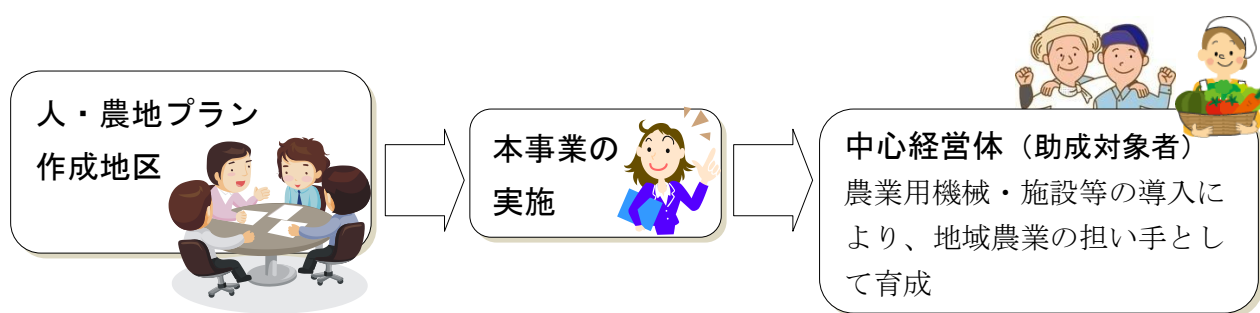 人・農地プラン
作成地区
本事業の
実施
中心経営体（助成対象者）
農業用機械・施設等の導入に
より、地域農業の担い手とし
て育成